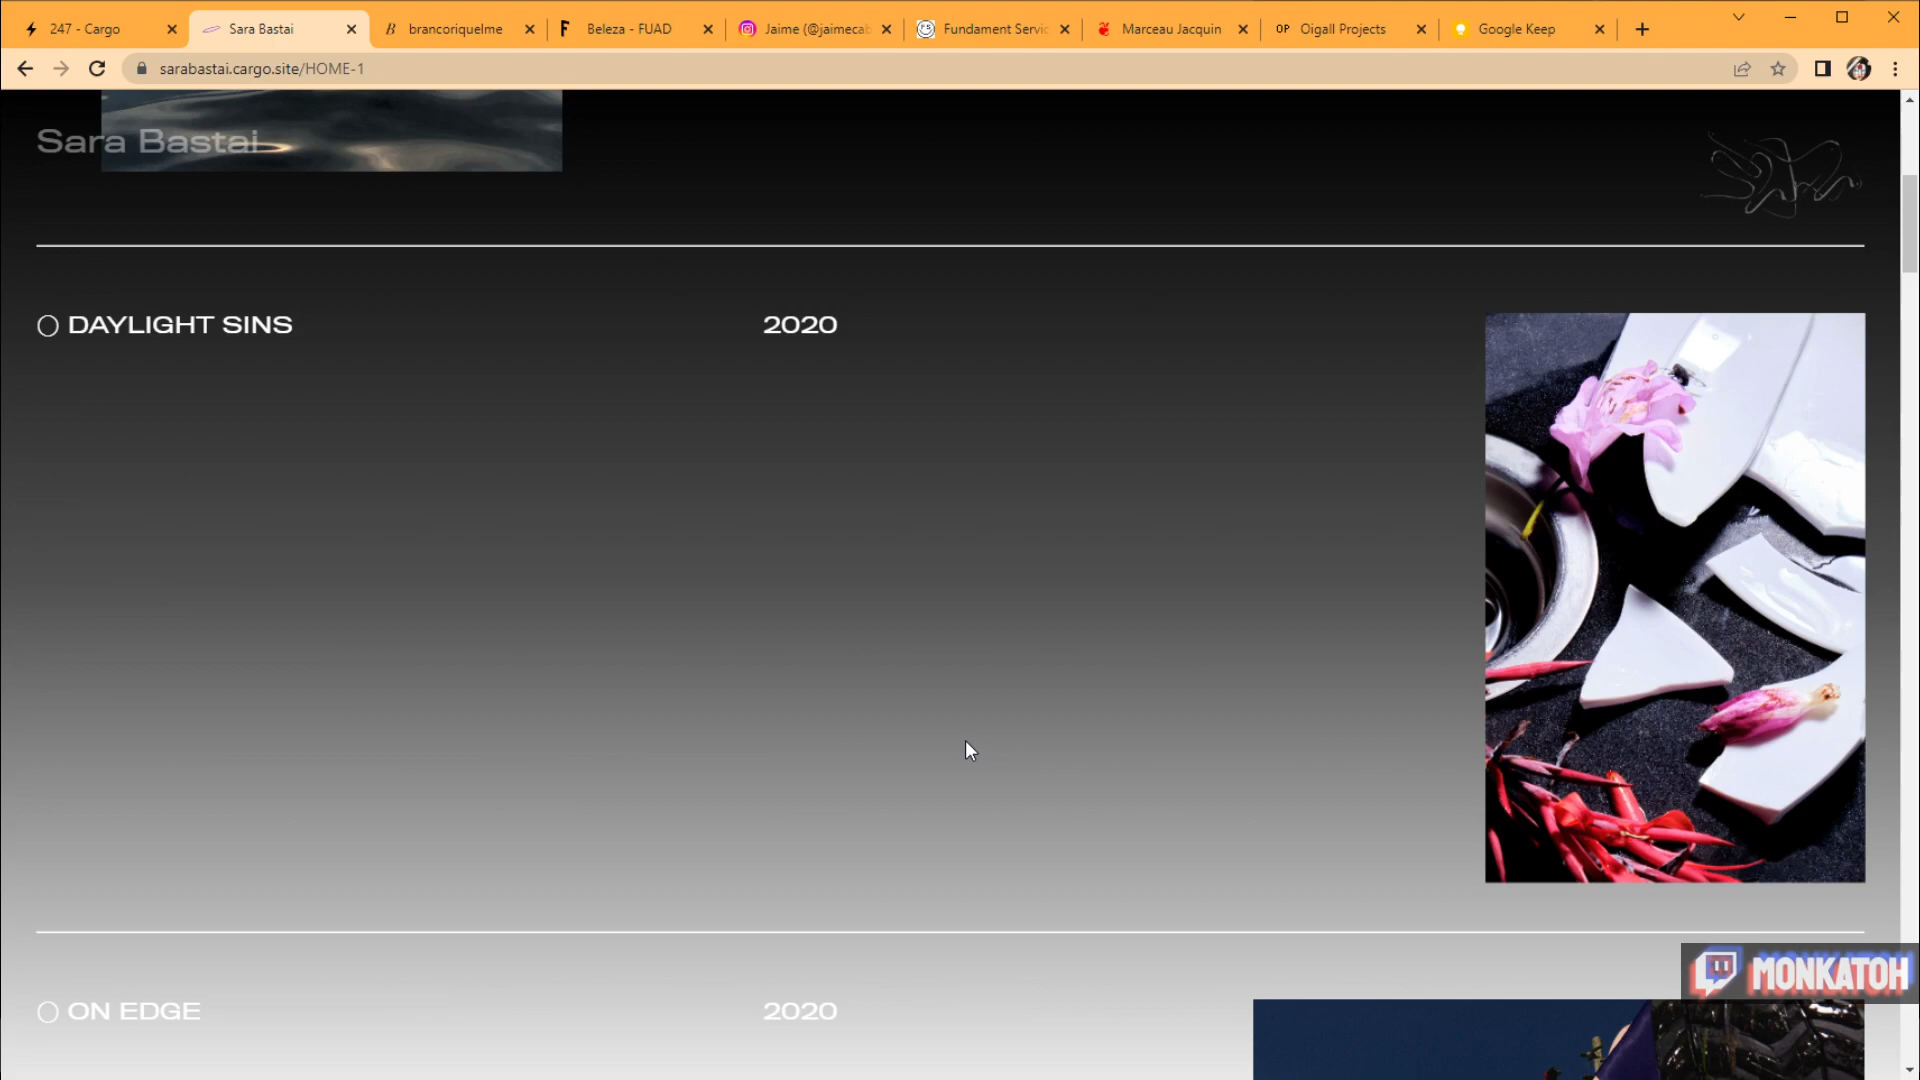 247 - Cargo
Sara Bastai
brancoriquelme
Beleza - FUAD
Jaime (@jaimecab
Fundament Servic
Marceau Jacquin
OP
Oigall Projects
Google Keep
sarabastai.cargo.site/HOME-1
Sara Bastai
DAYLIGHT SINS
2020
MONKATOH
ON EDGE
2020